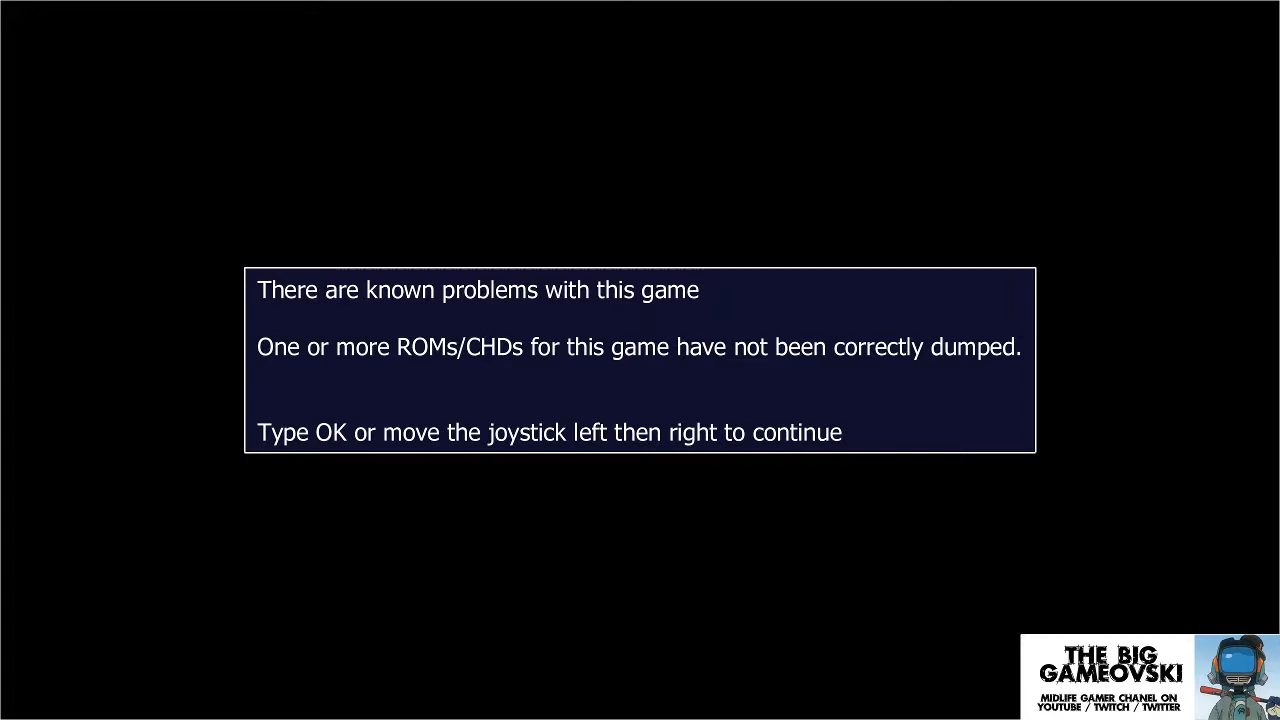 There are known problems with this game
One or more ROMs/CHDs for this game have not been correctly dumped.
Type OK or move the joystick left then right to continue
THE BIG
GAMEOVSKI
MIDLIFE GAMER CHANEL ON
YOUTUBE / TWITCH / TWITTER